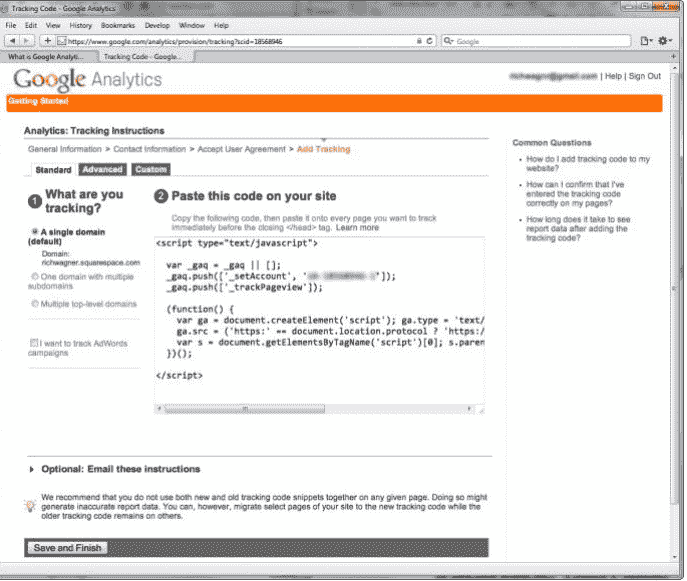 Tracking Code - Google Analytics
File Edit View History Bookmarks Develop Window Help
https://www.google.com/analytics/provision/tracking?scid=18568946
Google
What is Google Analyti... Tracking Code - Google...
Google Analytics
| Help | Sign Out
Getting Started
Analytics: Tracking Instructions
General Information > Contact Information > Accept User Agreement > Add Tracking
Standard Advanced Custom
1 What are you tracking?
A single domain (default)
Domain:
richwagner.squarespace.com
One domain with multiple
subdomains
Multiple top-level domains
I want to track AdWords
campaigns
2 Paste this code on your site
Copy the following code, then paste it onto every page you want to track
immediately before the closing </head> tag. Learn more
<script type="text/javascript">
var _gaq = _gaq || [];
_gaq.push(['_setAccount', ' ']);
_gaq.push(['_trackPageview']);
(function() {
var ga = document.createElement('script'); ga.type = 'text/
ga.src = ('https:' == document.location.protocol ? 'https:/
var s = document.getElementsByTagName('script')[0]; s.paren
})();
</script>
Common Questions
How do I add tracking code to my
website?
How can I confirm that I've
entered the tracking code
correctly on my pages?
How long does it take to see
report data after adding the
tracking code?
Optional: Email these instructions
We recommend that you do not use both new and old tracking code snippets together on any given page. Doing so might
generate inaccurate report data. You can, however, migrate select pages of your site to the new tracking code while the
older tracking code remains on others.
Save and Finish